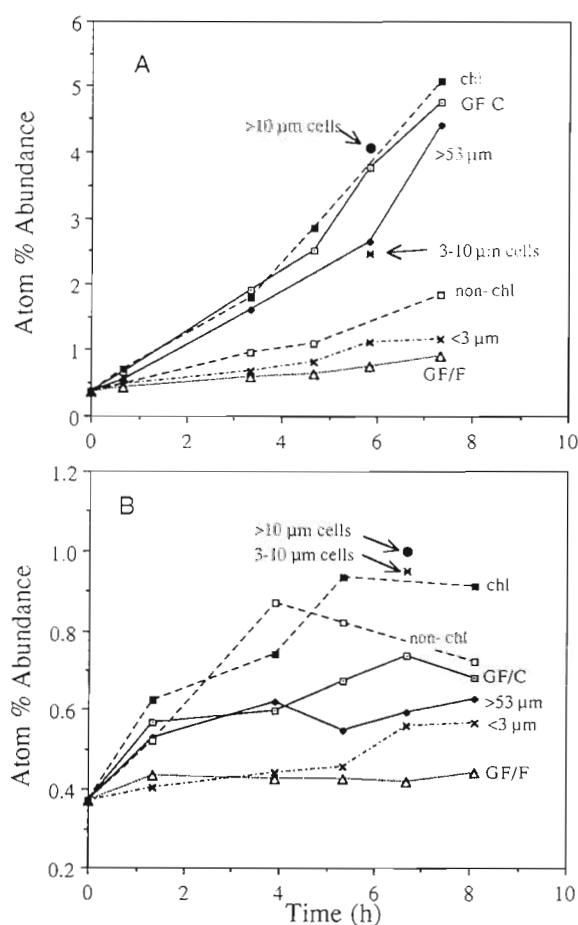 A
Atom % Abundance
6
5
4
3
2
1
0
chl
GF C
>10 µm cells
>53 µm
3-10 µm cells
non- chl
<3 µm
GF/F
0 2 4 6 8 10
B
Atom % Abundance
1.2
1.0
0.8
0.6
0.4
0.2
>10 µm cells
3-10 µm cells
chl
non- chl
GF/C
>53 µm
<3 µm
GF/F
0 2 4 6 8 10
Time (h)